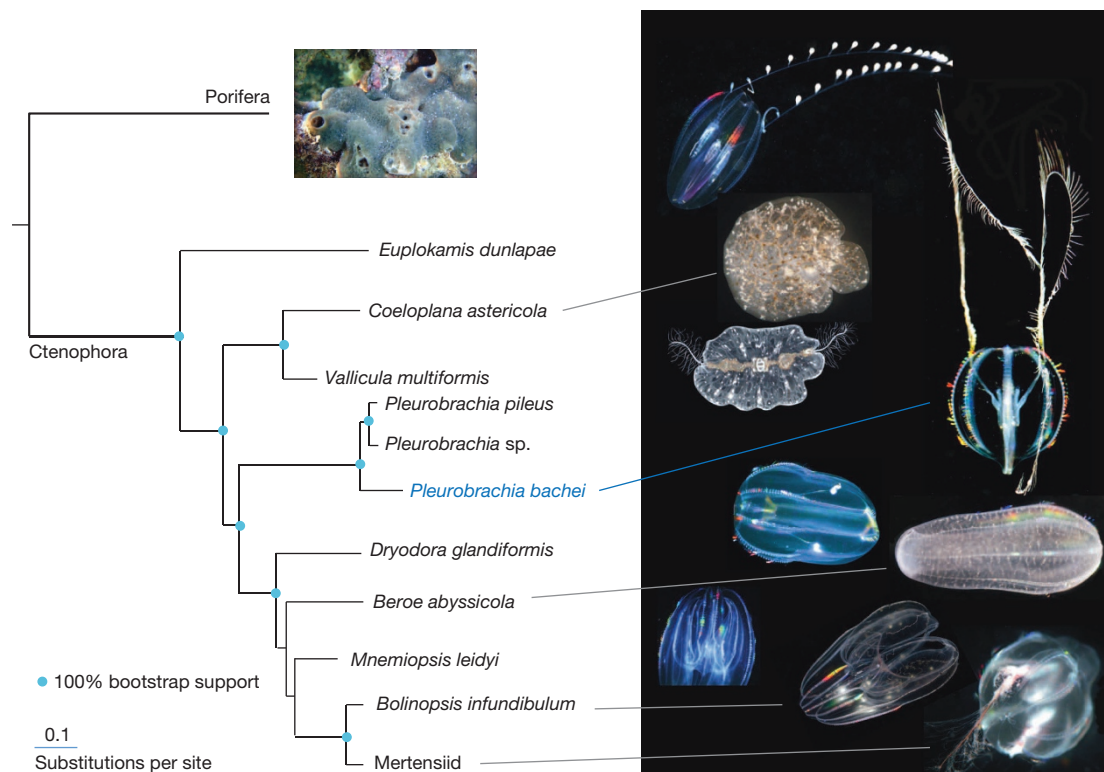 Porifera
Euplokamis dunlapae
Coeloplana astericola
Ctenophora
Vallicula multiformis
Pleurobrachia pileus
Pleurobrachia sp.
Pleurobrachia bachei
Dryodora glandiformis
Beroe abyssicola
Mnemiopsis leidyi
100% bootstrap support
Bolinopsis infundibulum
0.1
Substitutions per site
Mertensiid